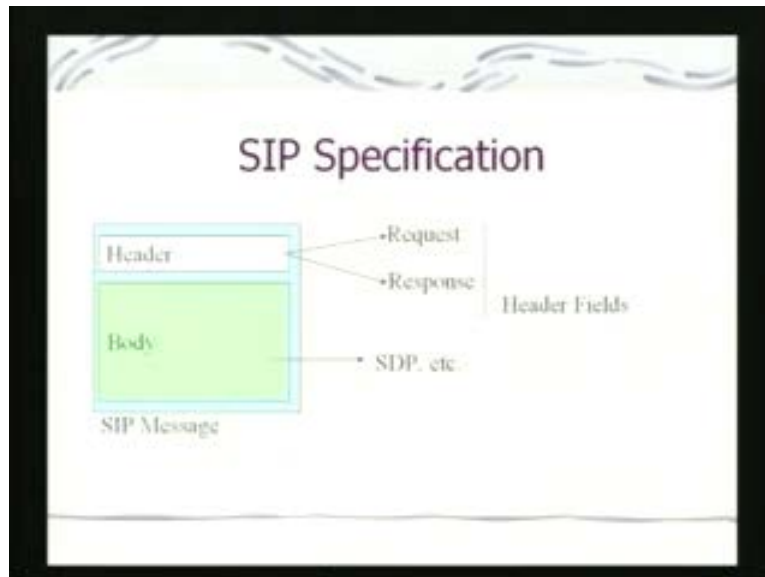 SIP Specification
Header
Request
Response
Header Fields
Body
SDP, etc.
SIP Message